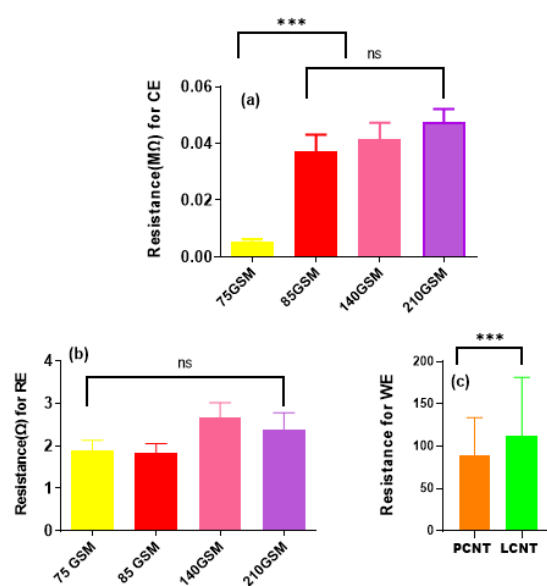 ***
ns
(a)
Resistance(MΩ) for CE
0.06
0.04
0.02
0.00
75GSM
85GSM
140GSM
210GSM
(b)
ns
Resistance(Ω) for RE
4
3
2
1
0
75 GSM
85 GSM
140GSM
210GSM
***
(c)
Resistance for WE
200
150
100
50
0
PCNT
LCNT